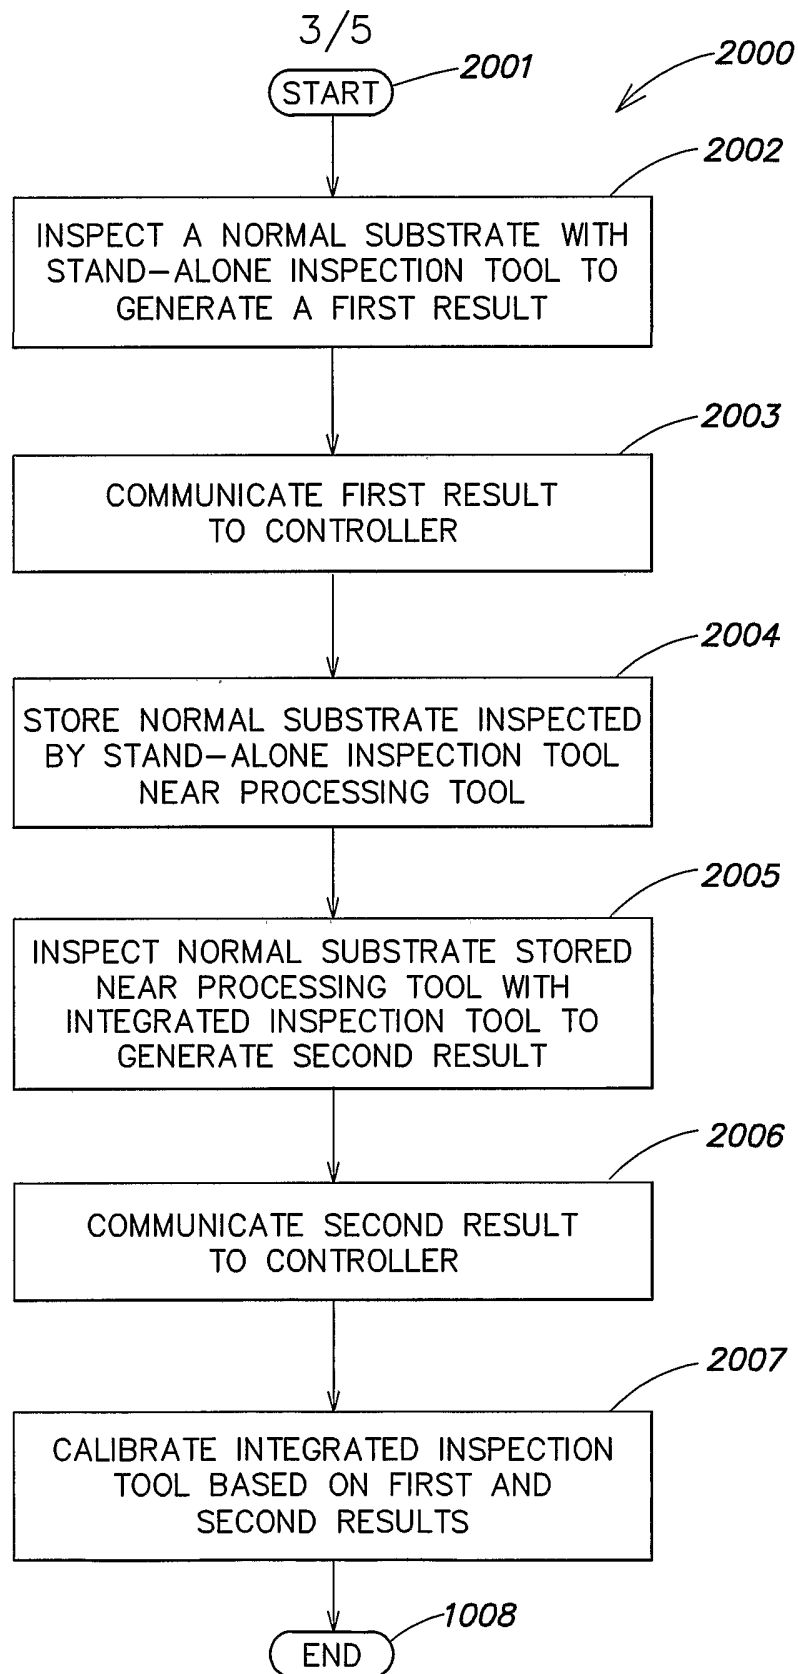 3/5
START
2001
2000
2002
INSPECT A NORMAL SUBSTRATE WITH
STAND-ALONE INSPECTION TOOL TO
GENERATE A FIRST RESULT
2003
COMMUNICATE FIRST RESULT
TO CONTROLLER
2004
STORE NORMAL SUBSTRATE INSPECTED
BY STAND-ALONE INSPECTION TOOL
NEAR PROCESSING TOOL
2005
INSPECT NORMAL SUBSTRATE STORED
NEAR PROCESSING TOOL WITH
INTEGRATED INSPECTION TOOL TO
GENERATE SECOND RESULT
2006
COMMUNICATE SECOND RESULT
TO CONTROLLER
2007
CALIBRATE INTEGRATED INSPECTION
TOOL BASED ON FIRST AND
SECOND RESULTS
1008
END